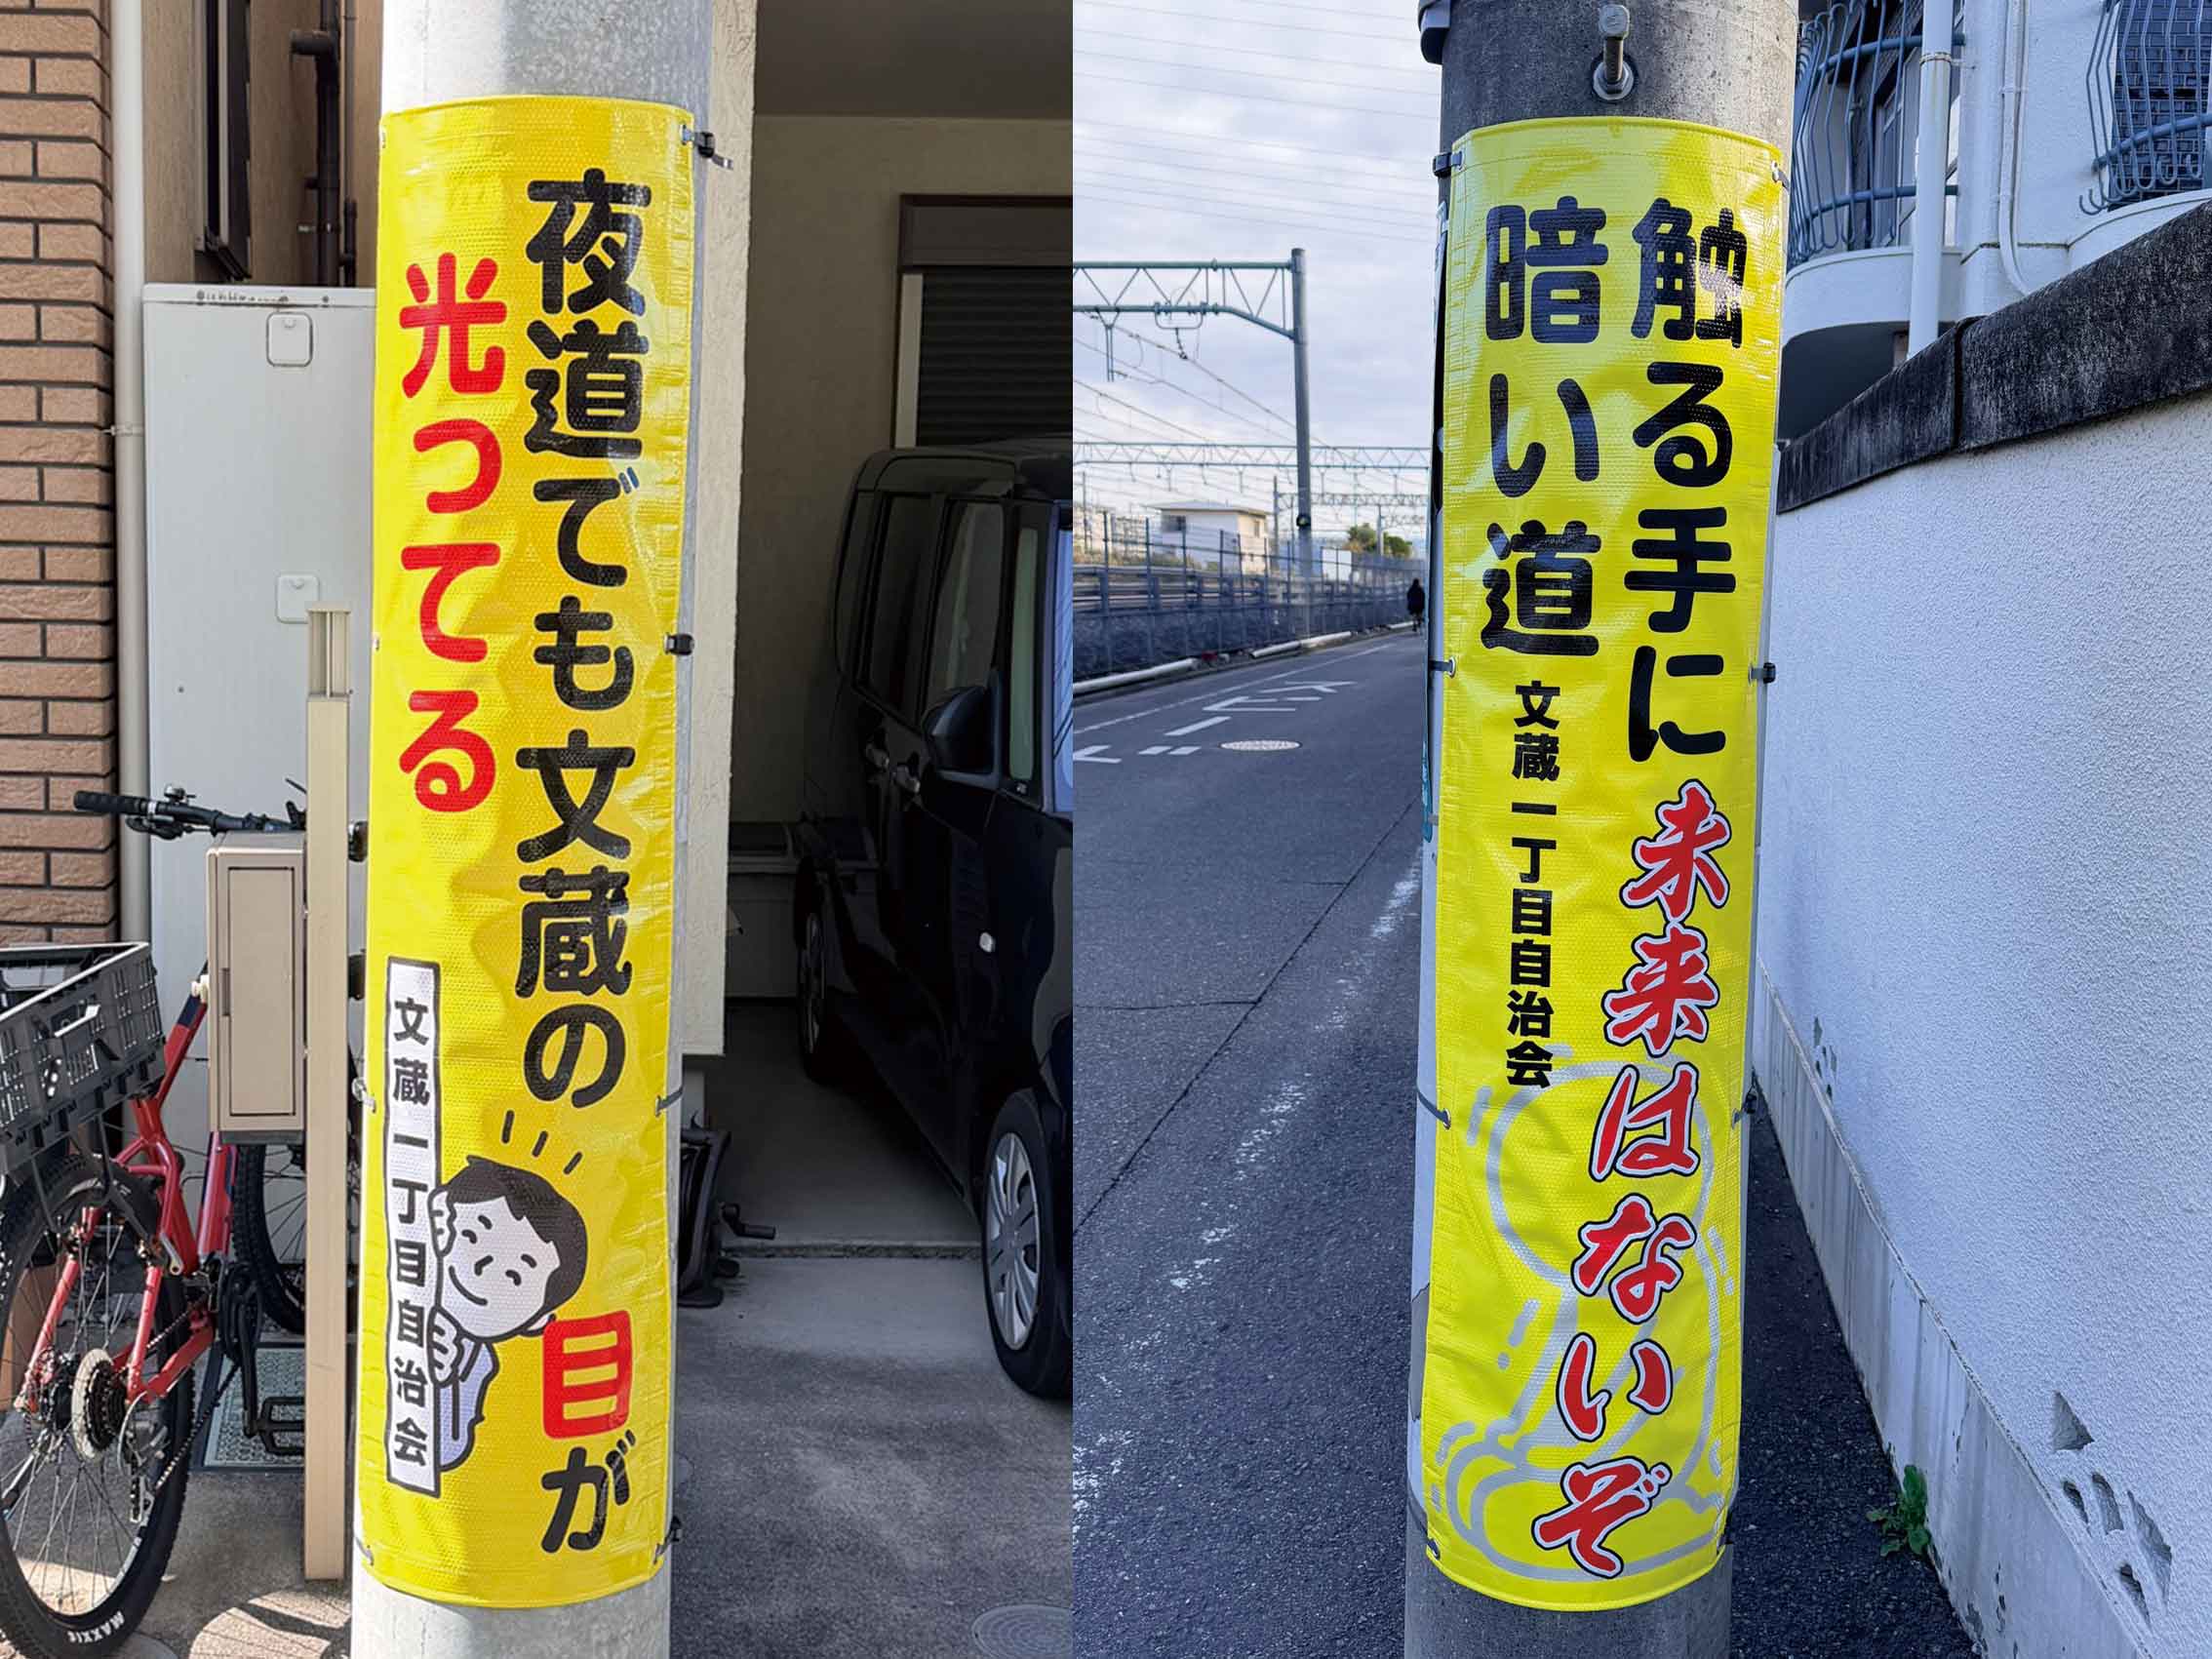 夜道でも文蔵の目が
光ってる
文蔵一丁目自治会
MAXXIS
触る手に未来はないぞ
暗い道
文蔵一丁目自治会